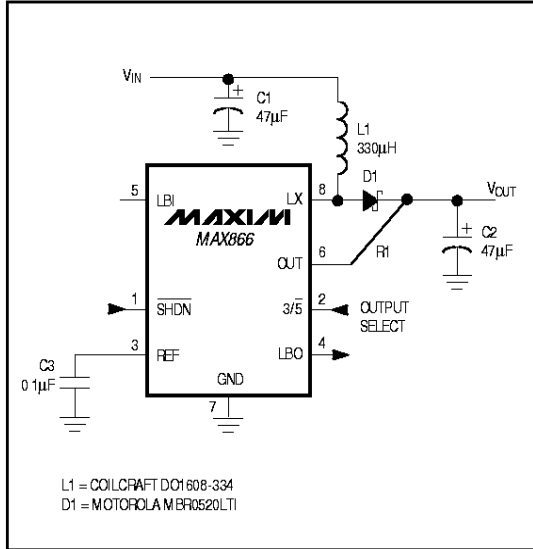 VIN
+
C1
47µF
L1
330µH
D1
5
LBI
LX
8
VOUT
MAXIM
MAX866
+
C2
47µF
R1
OUT
6
1
SHDN
3/5
2
OUTPUT
SELECT
3
REF
LBO
4
C3
0 1µF
GND
7
L1 = COILCRAFT DO1608-334
D1 = MOTOROLA MBR0520LTI